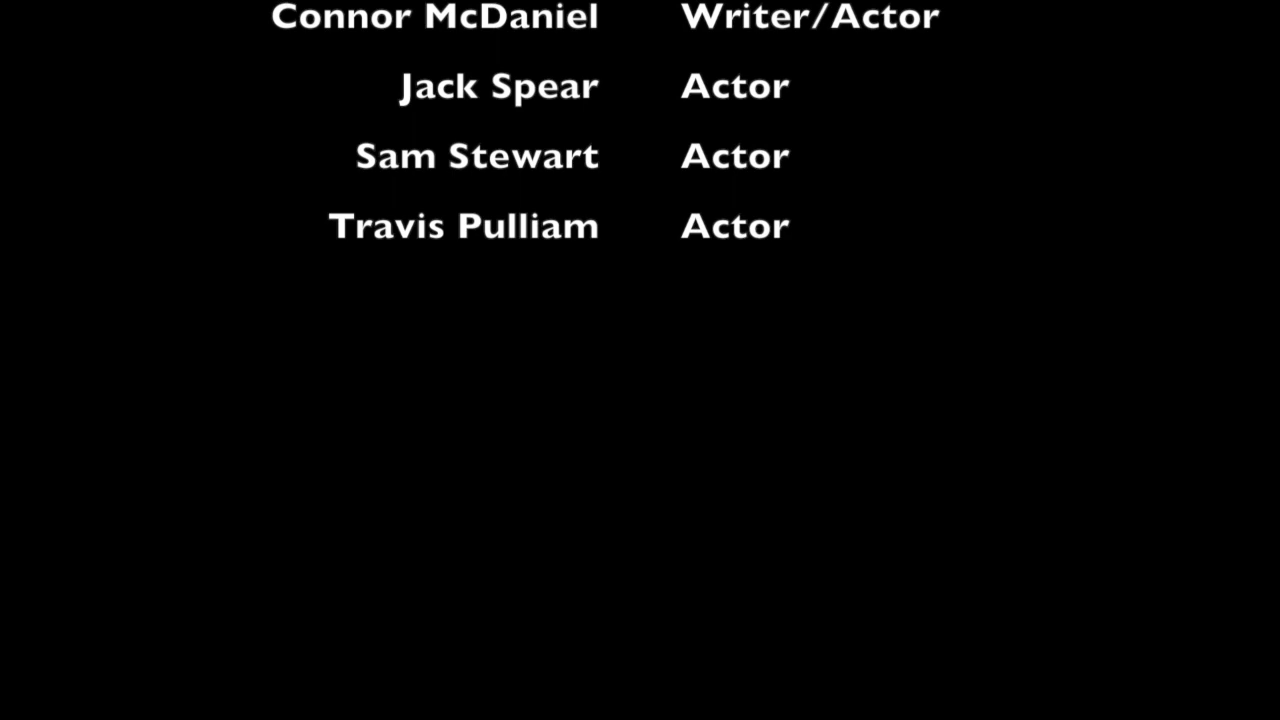 Connor McDaniel Writer/Actor
Jack Spear Actor
Sam Stewart Actor
Travis Pulliam Actor